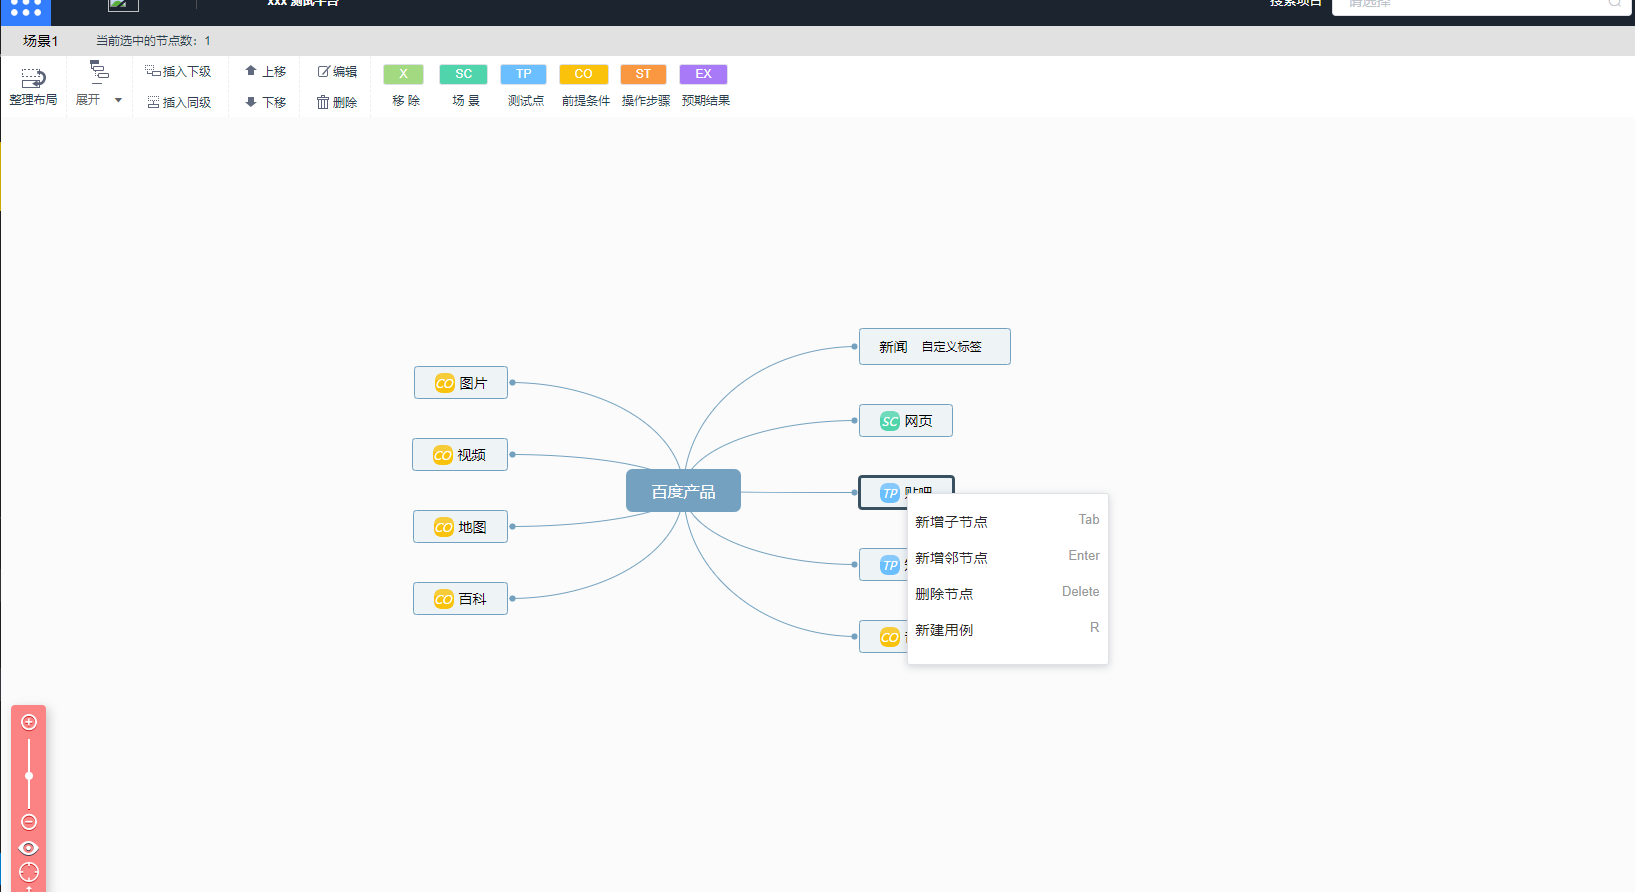 xxx 测试平台
搜索项目
请选择
场景1
当前选中的节点数：1
整理布局
展开
插入下级
插入同级
上移
下移
编辑
删除
X
移 除
SC
场 景
TP
测试点
CO
前提条件
ST
操作步骤
EX
预期结果
新闻 自定义标签
CO 图片
SC 网页
CO 视频
百度产品
TP 贴吧
CO 地图
TP
CO 百科
CO
新增子节点 Tab
新增邻节点 Enter
删除节点 Delete
新建用例 R